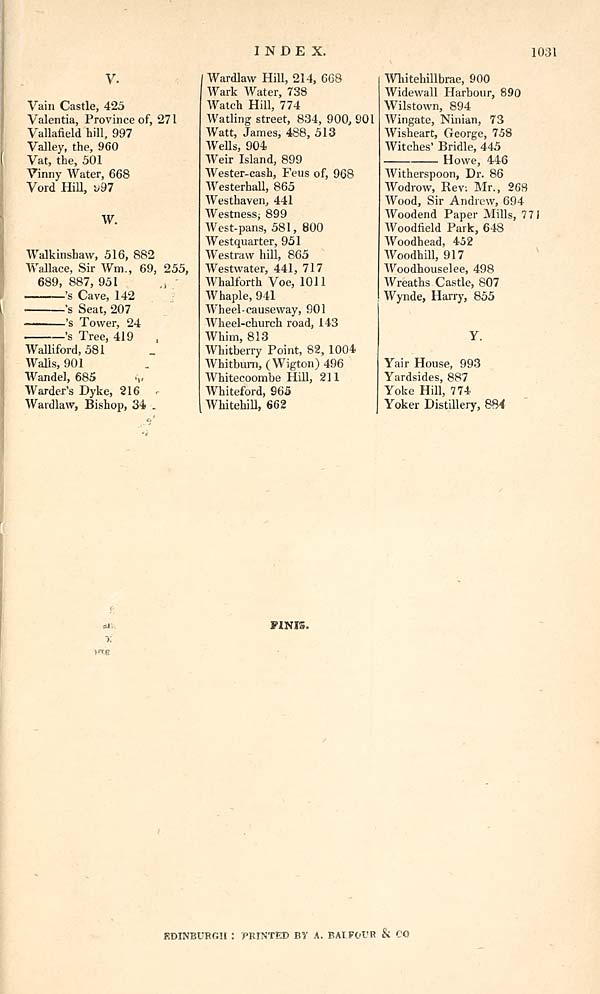 INDEX.
1031
V.
Vain Castle, 425
Valentia, Province of, 271
Vallafield hill, 997
Valley, the, 960
Vat, the, 501
Vinny Water, 668
Vord Hill, 997
W.
Walkinshaw, 516, 882
Wallace, Sir Wm., 69, 255,
689, 887, 951
———'s Cave, 142
———'s Seat, 207
———'s Tower, 24
———'s Tree, 419
Walliford, 581
Walls, 901
Wandel, 685
Warder's Dyke, 216
Wardlaw, Bishop, 34
Wardlaw Hill, 214, 668
Wark Water, 738
Watch Hill, 774
Watling street, 834, 900, 901
Watt, James, 488, 513
Wells, 904
Weir Island, 899
Wester-cash, Feus of, 968
Westerhall, 865
Westhaven, 441
Westness, 899
West-pans, 581, 800
Westquarter, 951
Westraw hill, 865
Westwater, 441, 717
Whalforth Voe, 1011
Whaple, 941
Wheel-causeway, 901
Wheel-church road, 143
Whim, 813
Whitberry Point, 82, 1004
Whitburn, (Wigton) 496
Whitecoombe Hill, 211
Whiteford, 965
Whitehill, 662
Whitehillbrae, 900
Widewall Harbour, 890
Wilstown, 894
Wingate, Ninian, 73
Wisheart, George, 758
Witches' Bridle, 445
——— Howe, 446
Witherspoon, Dr. 86
Wodrow, Rev. Mr., 268
Wood, Sir Andrew, 694
Woodend Paper Mills, 771
Woodfield Park, 648
Woodhead, 452
Woodhill, 917
Woodhouselee, 498
Wreaths Castle, 807
Wynde, Harry, 855
Y.
Yair House, 993
Yardsides, 887
Yoke Hill, 774
Yoker Distillery, 884
FINIS.
EDINBURGH: PRINTED BY A. BALFOUR & CO